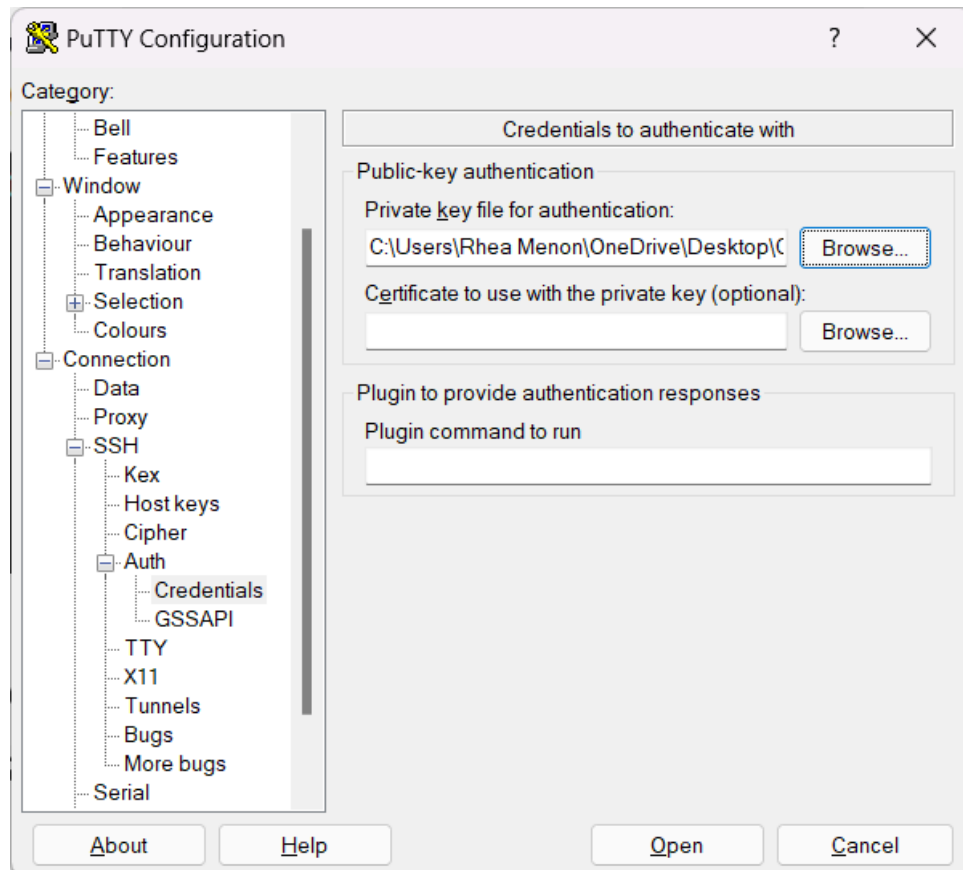 PuTTY Configuration
?
Category:
Bell
Features
Window
Appearance
Behaviour
Translation
Selection
Colours
Connection
Data
Proxy
SSH
Kex
Host keys
Cipher
Auth
Credentials
GSSAPI
TTY
X11
Tunnels
Bugs
More bugs
Serial
Credentials to authenticate with
Public-key authentication
Private key file for authentication:
C:\Users\Rhea Menon\OneDrive\Desktop\ Browse...
Certificate to use with the private key (optional):
Browse...
Plugin to provide authentication responses
Plugin command to run
About Help Open Cancel